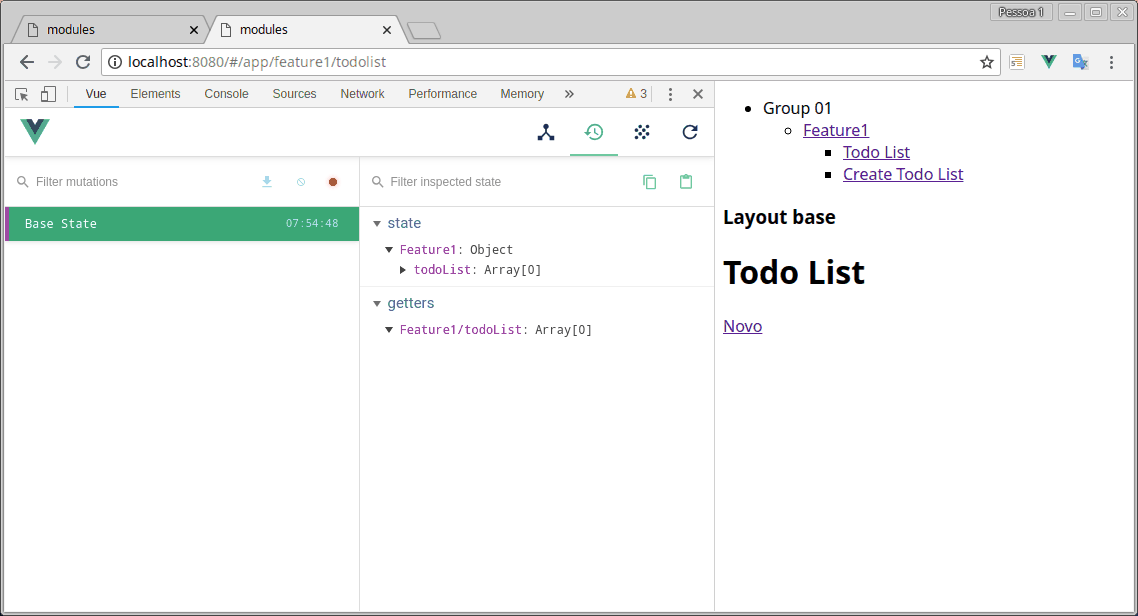 Pessoa 1
modules
modules
localhost:8080/#/app/feature1/todolist
Vue Elements Console Sources Network Performance Memory 3
Filter mutations
Filter inspected state
Base State 07:54:48
state
Feature1: Object
todoList: Array[0]
getters
Feature1/todoList: Array[0]
Group 01
Feature1
Todo List
Create Todo List
Layout base
Todo List
Novo